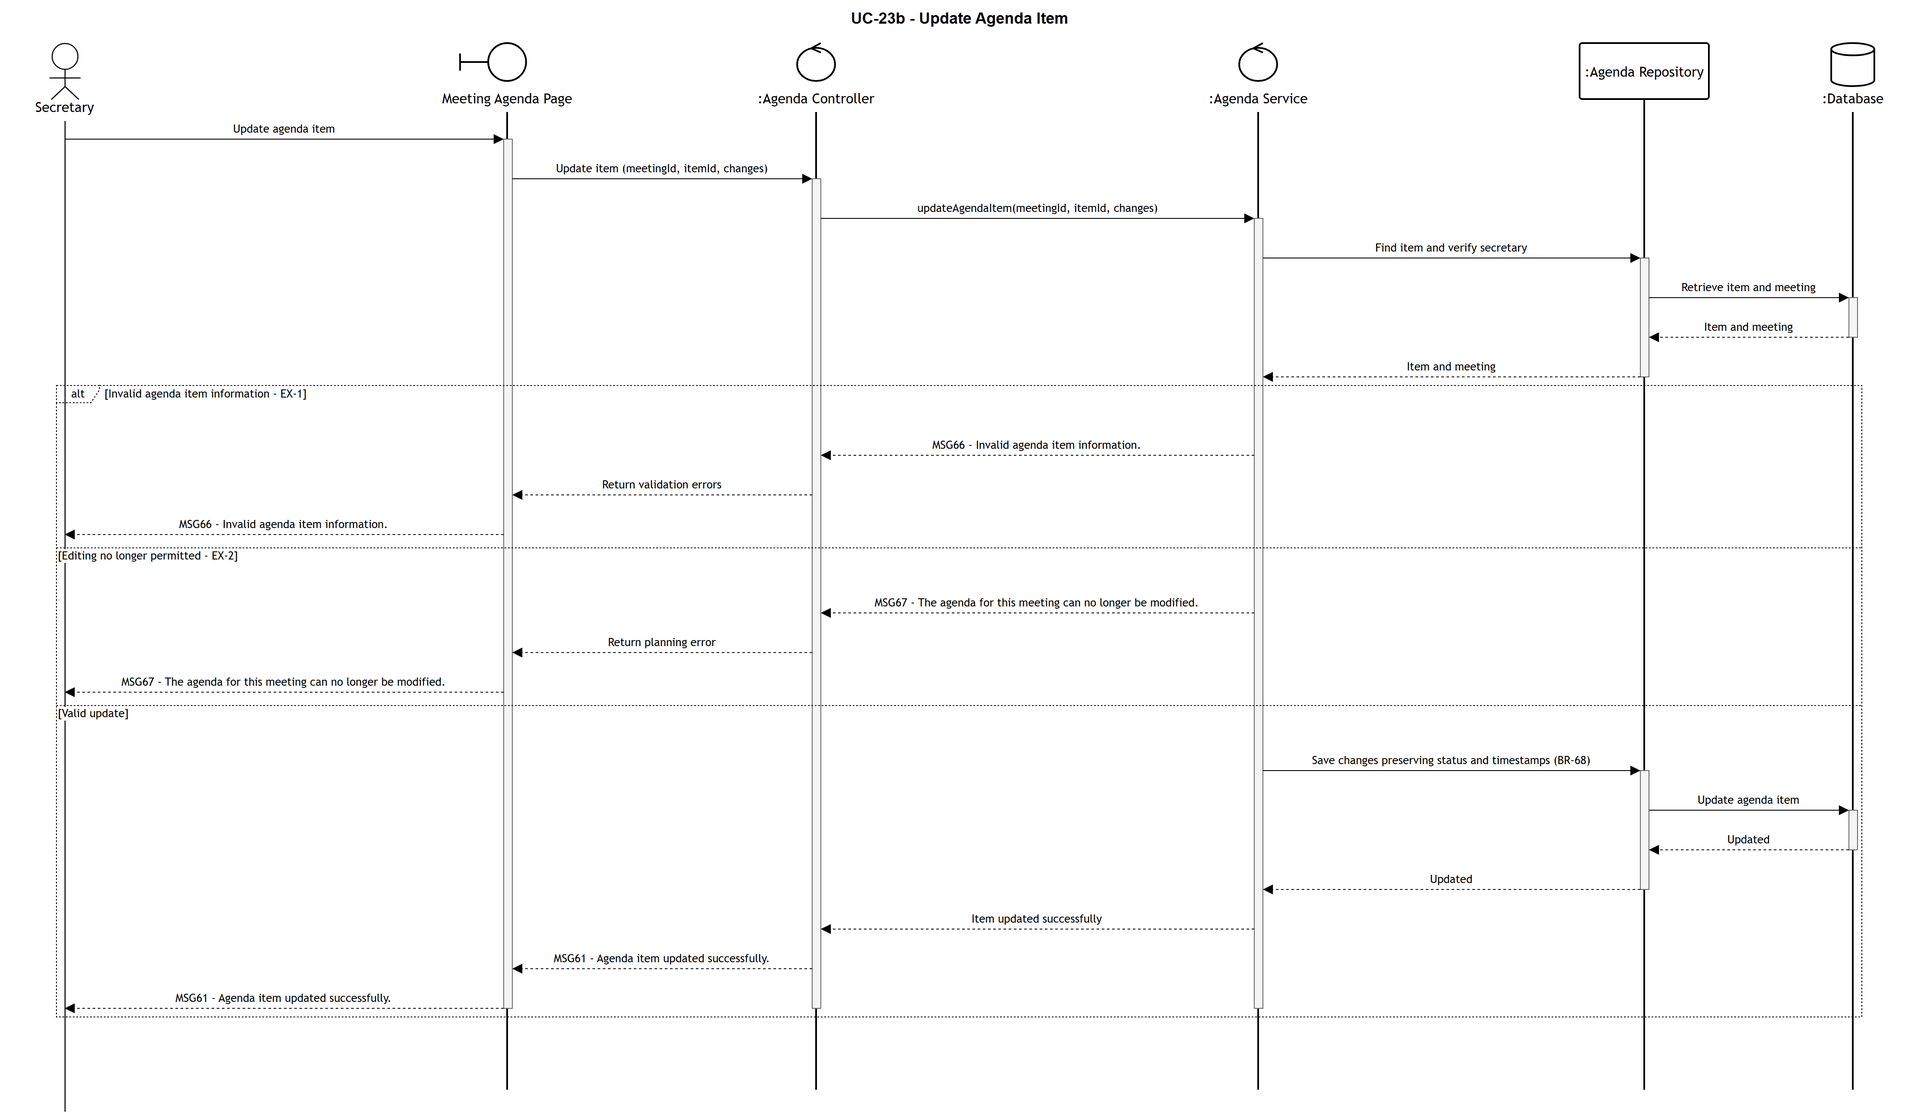 UC-23b - Update Agenda Item
Secretary
Meeting Agenda Page
:Agenda Controller
:Agenda Service
:Agenda Repository
:Database
Update agenda item
Update item (meetingId, itemId, changes)
updateAgendaItem(meetingId, itemId, changes)
Find item and verify secretary
Retrieve item and meeting
Item and meeting
Item and meeting
alt
[Invalid agenda item information - EX-1]
MSG66 - Invalid agenda item information.
Return validation errors
MSG66 - Invalid agenda item information.
[Editing no longer permitted - EX-2]
MSG67 - The agenda for this meeting can no longer be modified.
Return planning error
MSG67 - The agenda for this meeting can no longer be modified.
[Valid update]
Save changes preserving status and timestamps (BR-68)
Update agenda item
Updated
Updated
Item updated successfully
MSG61 - Agenda item updated successfully.
MSG61 - Agenda item updated successfully.